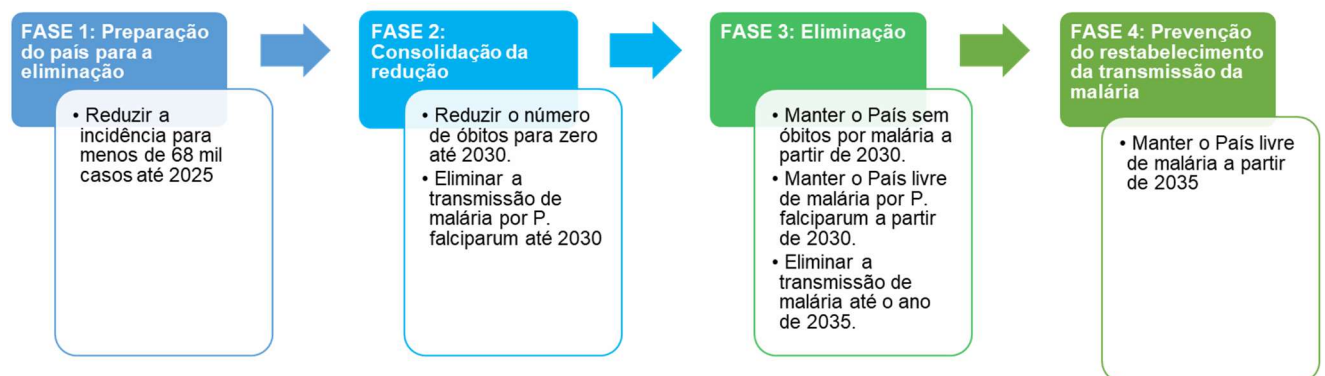 FASE 1: Preparação
do país para a
eliminação
• Reduzir a
incidência para
menos de 68 mil
casos até 2025
FASE 2:
Consolidação da
redução
• Reduzir o número
de óbitos para zero
até 2030.
• Eliminar a
transmissão de
malária por P.
falciparum até 2030
FASE 3: Eliminação
• Manter o País sem
óbitos por malária a
partir de 2030.
• Manter o País livre
de malária por P.
falciparum a partir
de 2030.
• Eliminar a
transmissão de
malária até o ano
de 2035.
FASE 4: Prevenção
do restabelecimento
da transmissão da
malária
• Manter o País livre
de malária a partir
de 2035